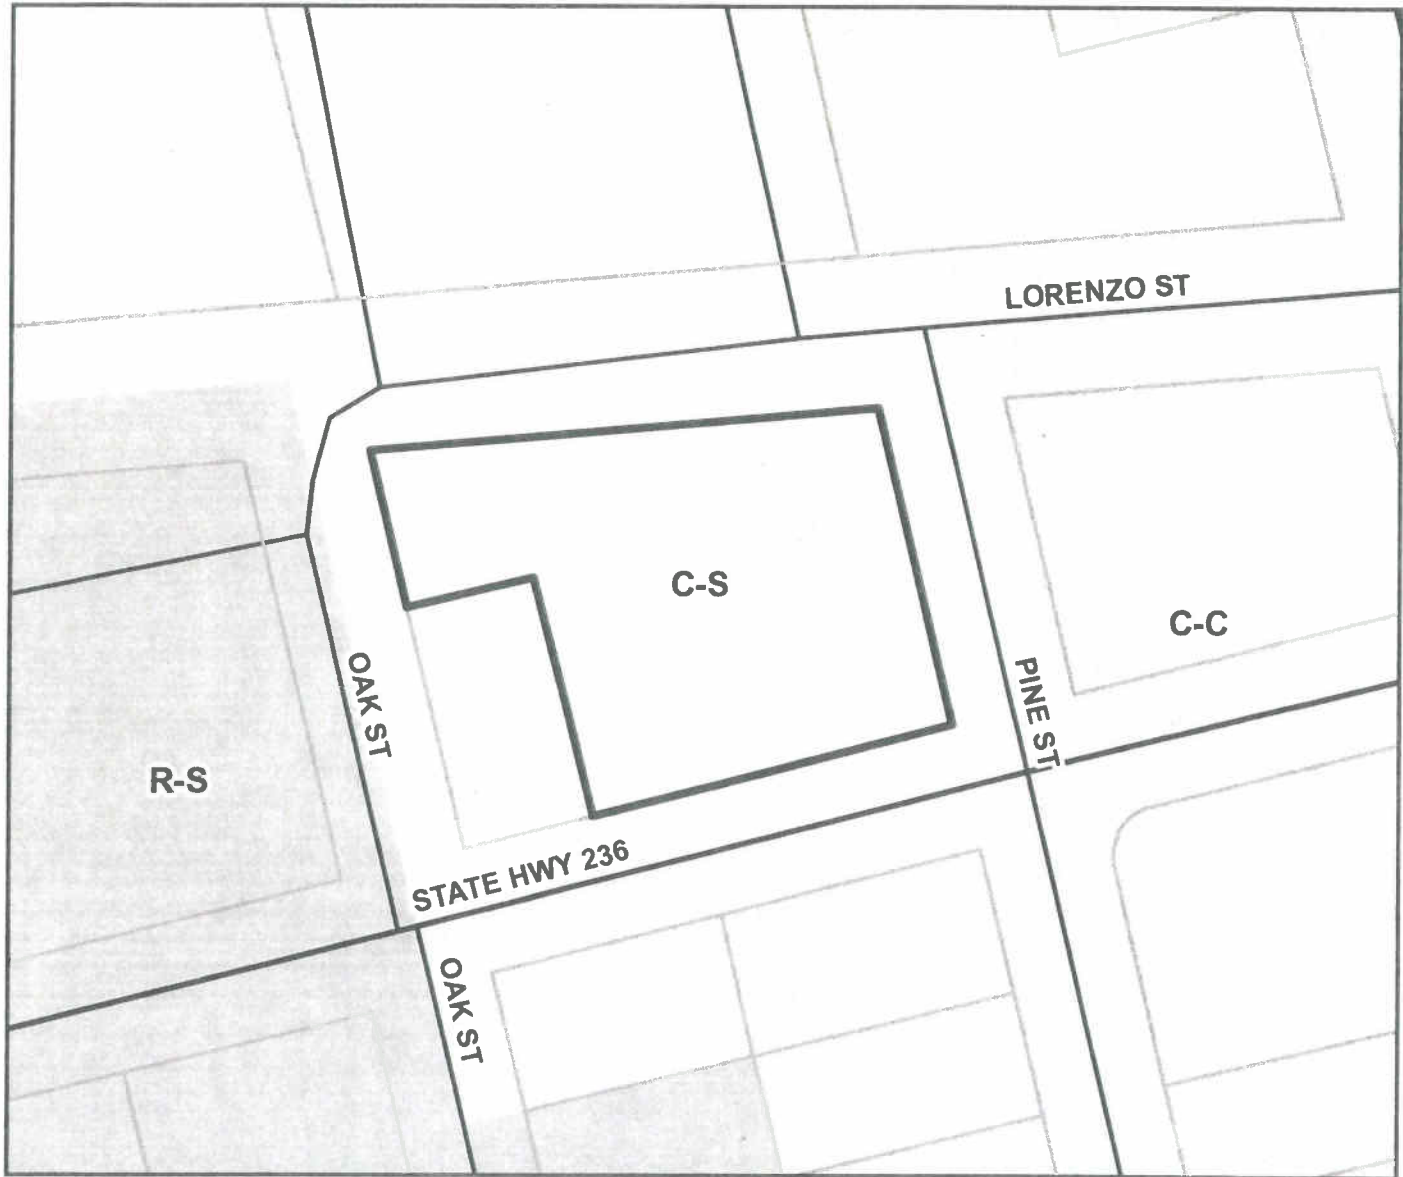 LORENZO ST
C-S
C-C
OAK ST
PINE ST
R-S
STATE HWY 236
OAK ST